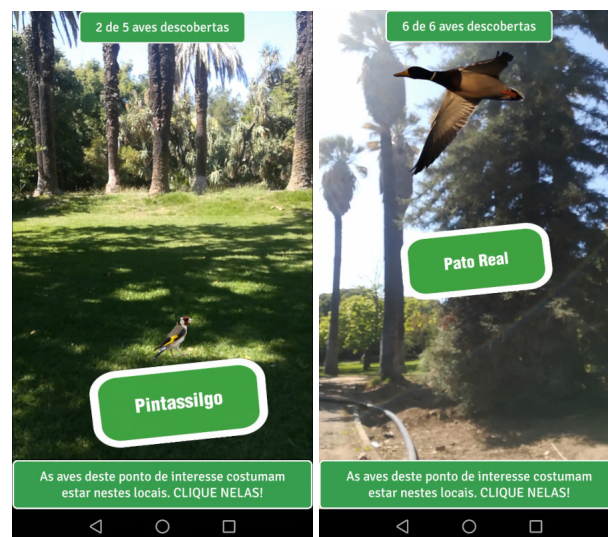 2 de 5 aves descobertas
Pintassilgo
As aves deste ponto de interesse costumam
estar nestes locais. CLIQUE NELAS!
6 de 6 aves descobertas
Pato Real
As aves deste ponto de interesse costumam
estar nestes locais. CLIQUE NELAS!